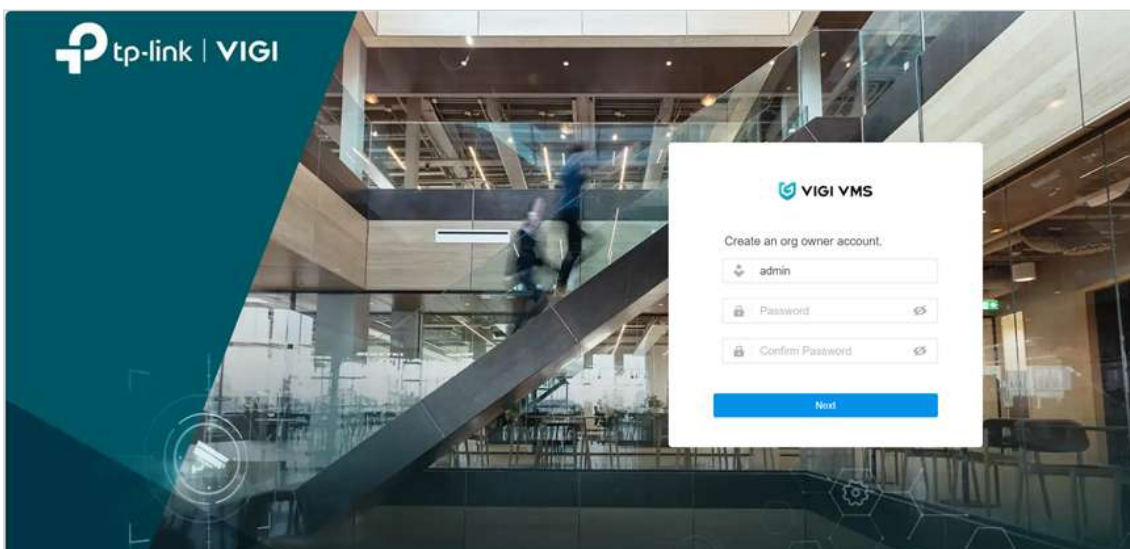 tp-link | VIGI
VIGI VMS
Create an org owner account.
admin
Password
Confirm Password
Next